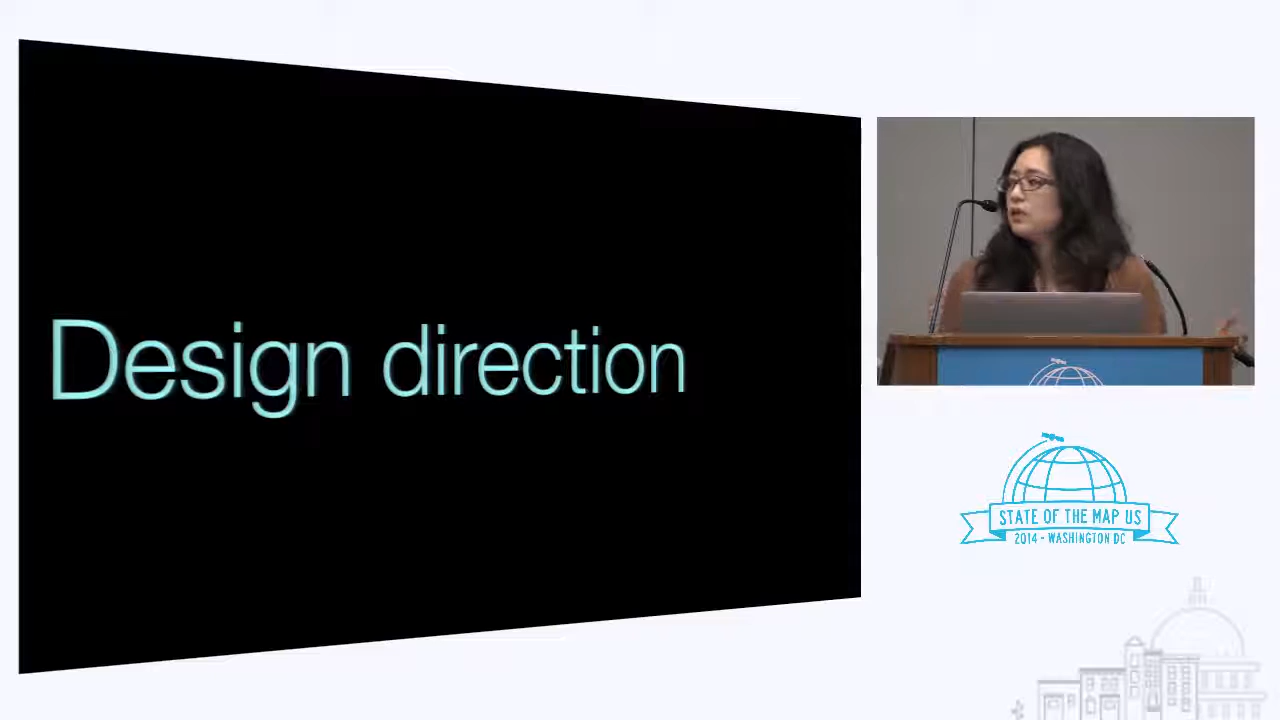 Design direction
STATE OF THE MAP US
2014 - WASHINGTON DC